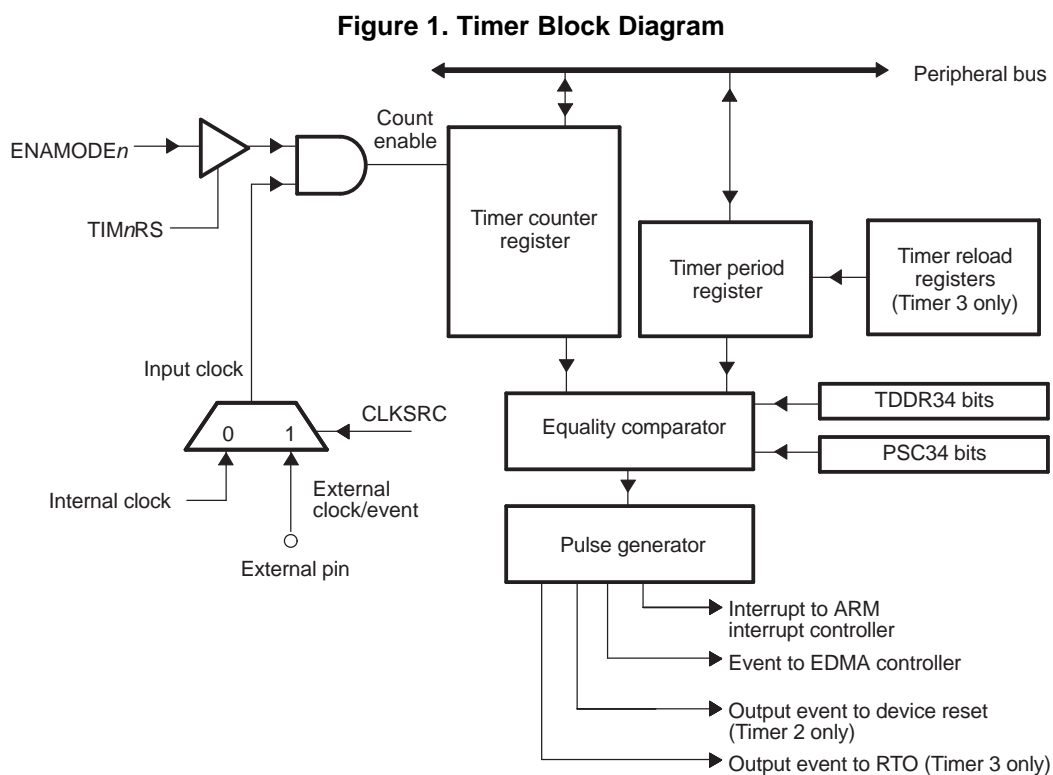 Figure 1. Timer Block Diagram
Peripheral bus
Count
enable
ENAMODEn
TIMnRS
Timer counter
register
Timer period
register
Timer reload
registers
(Timer 3 only)
Input clock
CLKSRC
0 1
Internal clock
External
clock/event
External pin
Equality comparator
TDDR34 bits
PSC34 bits
Pulse generator
Interrupt to ARM
interrupt controller
Event to EDMA controller
Output event to device reset
(Timer 2 only)
Output event to RTO (Timer 3 only)